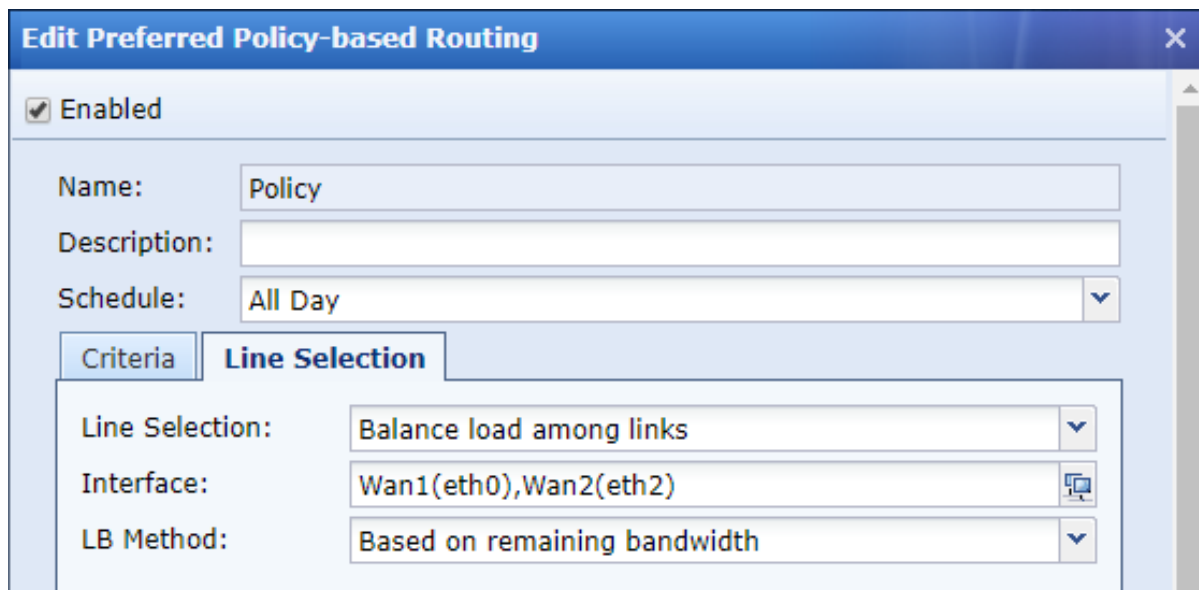 Edit Preferred Policy-based Routing
Enabled
Name: Policy
Description:
Schedule: All Day
Criteria Line Selection
Line Selection: Balance load among links
Interface: Wan1(eth0),Wan2(eth2)
LB Method: Based on remaining bandwidth